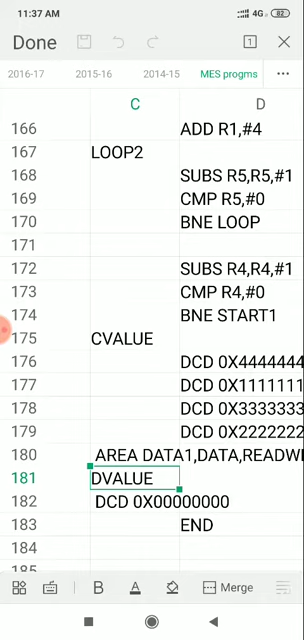 11:37 AM 4G 82
Done 1
2016-17 2015-16 2014-15 MES progms
C D
166 ADD R1,#4
167 LOOP2
168 SUBS R5,R5,#1
169 CMP R5,#0
170 BNE LOOP
171
172 SUBS R4,R4,#1
173 CMP R4,#0
174 BNE START1
175 CVALUE
176 DCD 0X4444444
177 DCD 0X1111111
178 DCD 0X3333333
179 DCD 0X2222222
180 AREA DATA1,DATA,READW
181 DVALUE
182 DCD 0X00000000
183 END
184
185
B A Merge